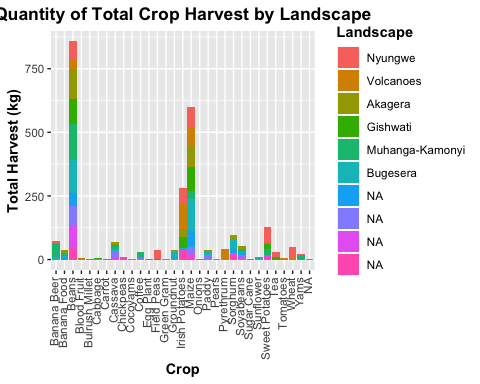 Quantity of Total Crop Harvest by Landscape
Total Harvest (kg)
750
500
250
0
Banana Beer
Banana Food
Beans
Blood Fruit
Bulrush Millet
Cabbage
Carrot
Cassava
Chickpeas
Cocoyams
Coffee
Egg Plant
Field Peas
Green Gram
Groundnut
Irish Potatoes
Maize
Onions
Paddy
Pears
Pyrethrum
Sorghum
Soyabeans
Sugar Cane
Sunflower
Sweet Potatoes
Tea
Tomatoes
Wheat
Yams
NA
Crop
Landscape
Nyungwe
Volcanoes
Akagera
Gishwati
Muhanga-Kamonyi
Bugesera
NA
NA
NA
NA